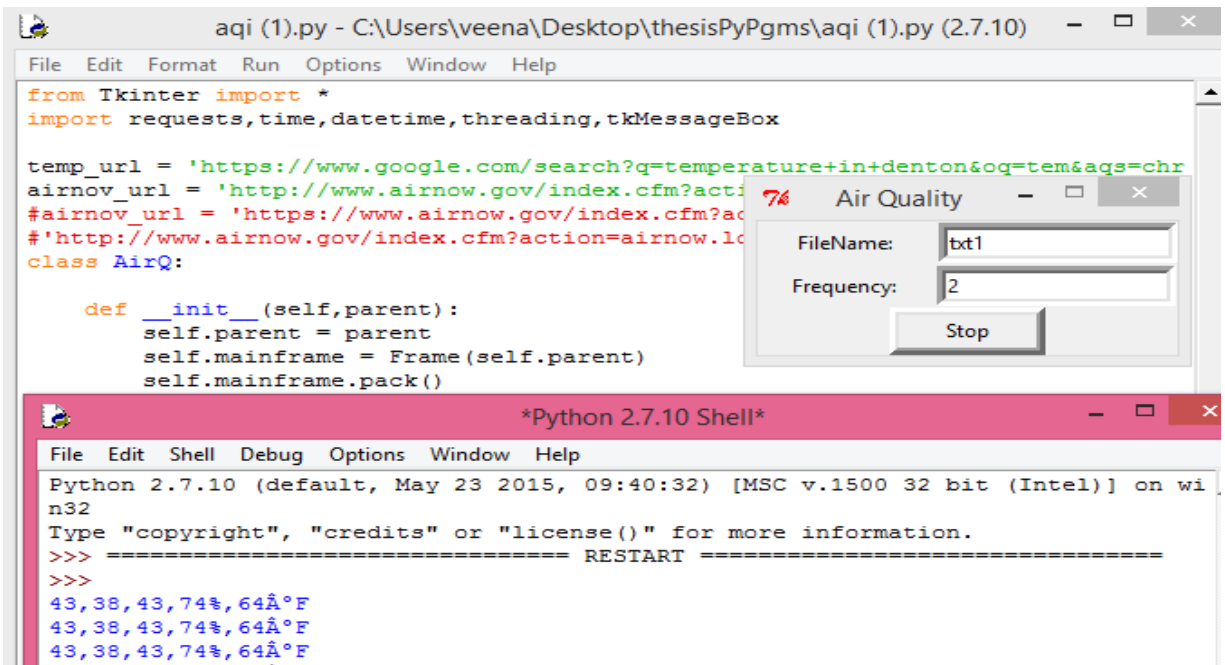 aqi (1).py - C:\Users\veena\Desktop\thesisPyPgms\aqi (1).py (2.7.10)
File Edit Format Run Options Window Help
from Tkinter import *
import requests,time,datetime,threading,tkMessageBox
temp_url = 'https://www.google.com/search?q=temperature+in+denton&oq=tem&aqs=chr
airnov_url = 'http://www.airnow.gov/index.cfm?acti
#airnov_url = 'https://www.airnow.gov/index.cfm?ac
#'http://www.airnow.gov/index.cfm?action=airnow.lo
class AirQ:
def __init__(self,parent):
self.parent = parent
self.mainframe = Frame(self.parent)
self.mainframe.pack()
Air Quality
FileName: txt1
Frequency: 2
Stop
*Python 2.7.10 Shell*
File Edit Shell Debug Options Window Help
Python 2.7.10 (default, May 23 2015, 09:40:32) [MSC v.1500 32 bit (Intel)] on wi
n32
Type "copyright", "credits" or "license()" for more information.
>>> ================================ RESTART ================================
>>>
43,38,43,74%,64Â°F
43,38,43,74%,64Â°F
43,38,43,74%,64Â°F